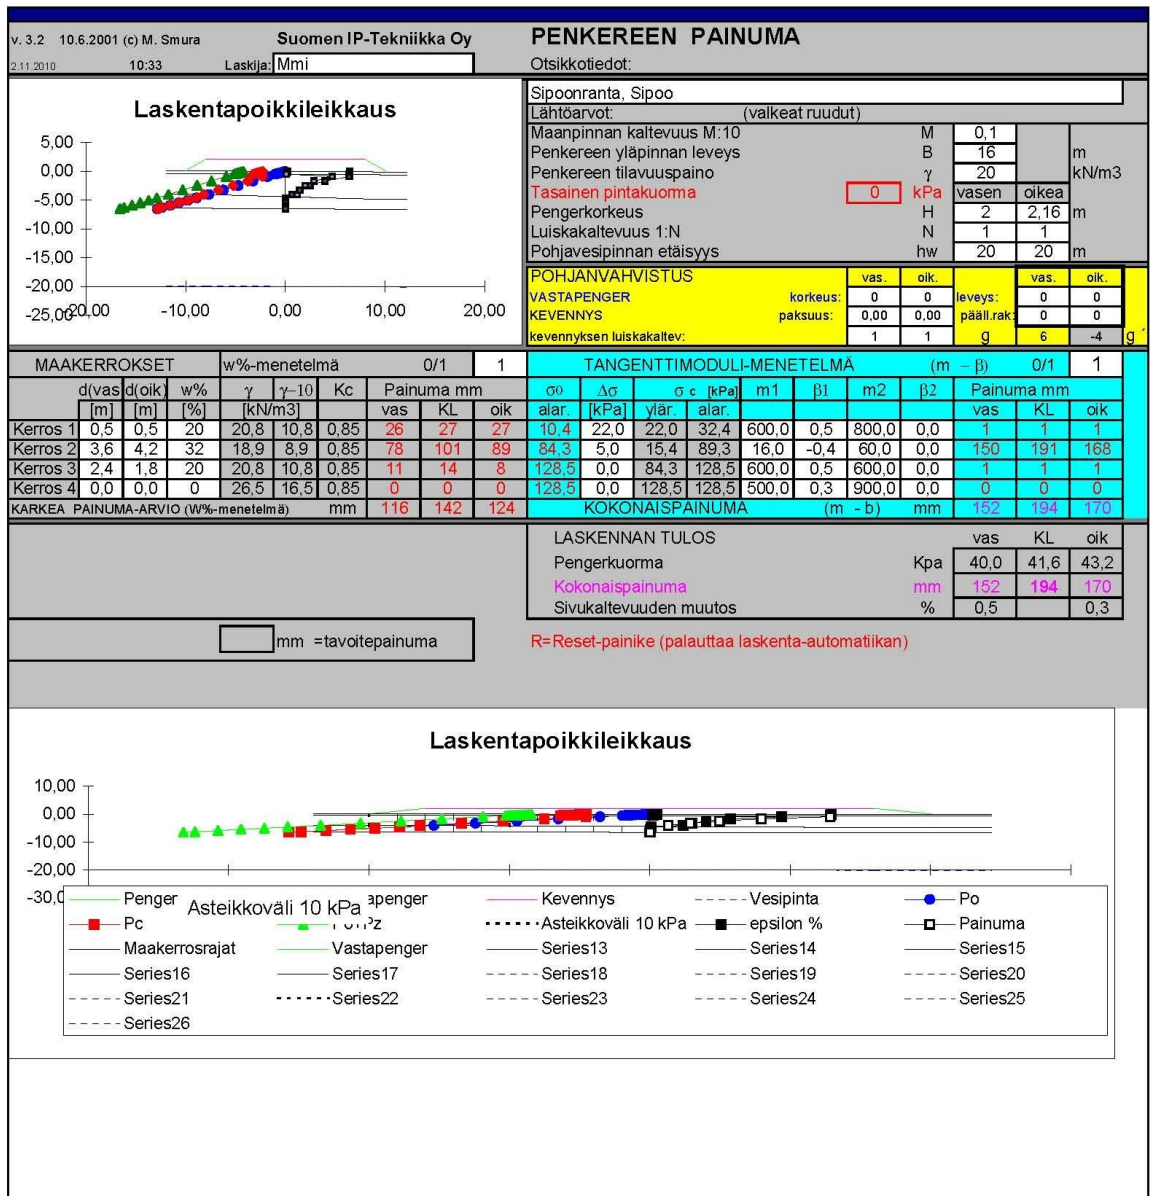 v. 3.2 10.6.2001 (c) M. Smura Suomen IP-Tekniikka Oy PENKEREEN PAINUMA
2.11.2010 10:33 Laskija: Mmi Otsikkotiedot:
Sipoonranta, Sipoo
Lähtöarvot: (valkeat ruudut)
Maanpinnan kaltevuus M:10 M 0,1
Penkereen yläpinnan leveys B 16 m
Penkereen tilavuuspaino γ 20 kN/m3
Tasainen pintakuorma 0 kPa vasen oikea
Pengerkorkeus H 2 2,16 m
Luiskakaltevuus 1:N N 1 1
Pohjavesipinnan etäisyys hw 20 20 m
Laskentapoikkileikkaus
5,00
0,00
-5,00
-10,00
-15,00
-20,00
-25,00
-20,00 -10,00 0,00 10,00 20,00
POHJANVAHVISTUS vas. oik. vas. oik.
VASTAPENGER korkeus: 0 0 leveys: 0 0
KEVENNYS paksuus: 0,00 0,00 pääll.rak: 0 0
kevennyksen luiskakaltev: 1 1 g 6 -4 g ´
MAAKERROKSET w%-menetelmä 0/1 1 TANGENTTIMODULI-MENETELMÄ (m – β) 0/1 1
d(vas d(oik) w% γ γ–10 Kc Painuma mm σ0 Δσ σ c [kPa] m1 β1 m2 β2 Painuma mm
[m] [m] [%] [kN/m3] vas KL oik alar. [kPa] ylär. alar. vas KL oik
Kerros 1 0,5 0,5 20 20,8 10,8 0,85 26 27 27 10,4 22,0 22,0 32,4 600,0 0,5 800,0 0,0 1 1 1
Kerros 2 3,6 4,2 32 18,9 8,9 0,85 78 101 89 84,3 5,0 15,4 89,3 16,0 -0,4 60,0 0,0 150 191 168
Kerros 3 2,4 1,8 20 20,8 10,8 0,85 11 14 8 128,5 0,0 84,3 128,5 600,0 0,5 600,0 0,0 1 1 1
Kerros 4 0,0 0,0 0 26,5 16,5 0,85 0 0 0 128,5 0,0 128,5 128,5 500,0 0,3 900,0 0,0 0 0 0
KARKEA PAINUMA-ARVIO (W%-menetelmä) mm 116 142 124 KOKONAISPAINUMA (m - b) mm 152 194 170
LASKENNAN TULOS vas KL oik
Pengerkuorma Kpa 40,0 41,6 43,2
Kokonaispainuma mm 152 194 170
Sivukaltevuuden muutos % 0,5 0,3
mm =tavoitepainuma R=Reset-painike (palauttaa laskenta-automatiikan)
Laskentapoikkileikkaus
10,00
0,00
-10,00
-20,00
-30,0
Asteikkoväli 10 kPa
Penger apenger Kevennys Vesipinta Po
Pc Asteikkoväli 10 kPa epsilon % Painuma
Maakerrosrajat Vastapenger Series13 Series14 Series15
Series16 Series17 Series18 Series19 Series20
Series21 Series22 Series23 Series24 Series25
Series26